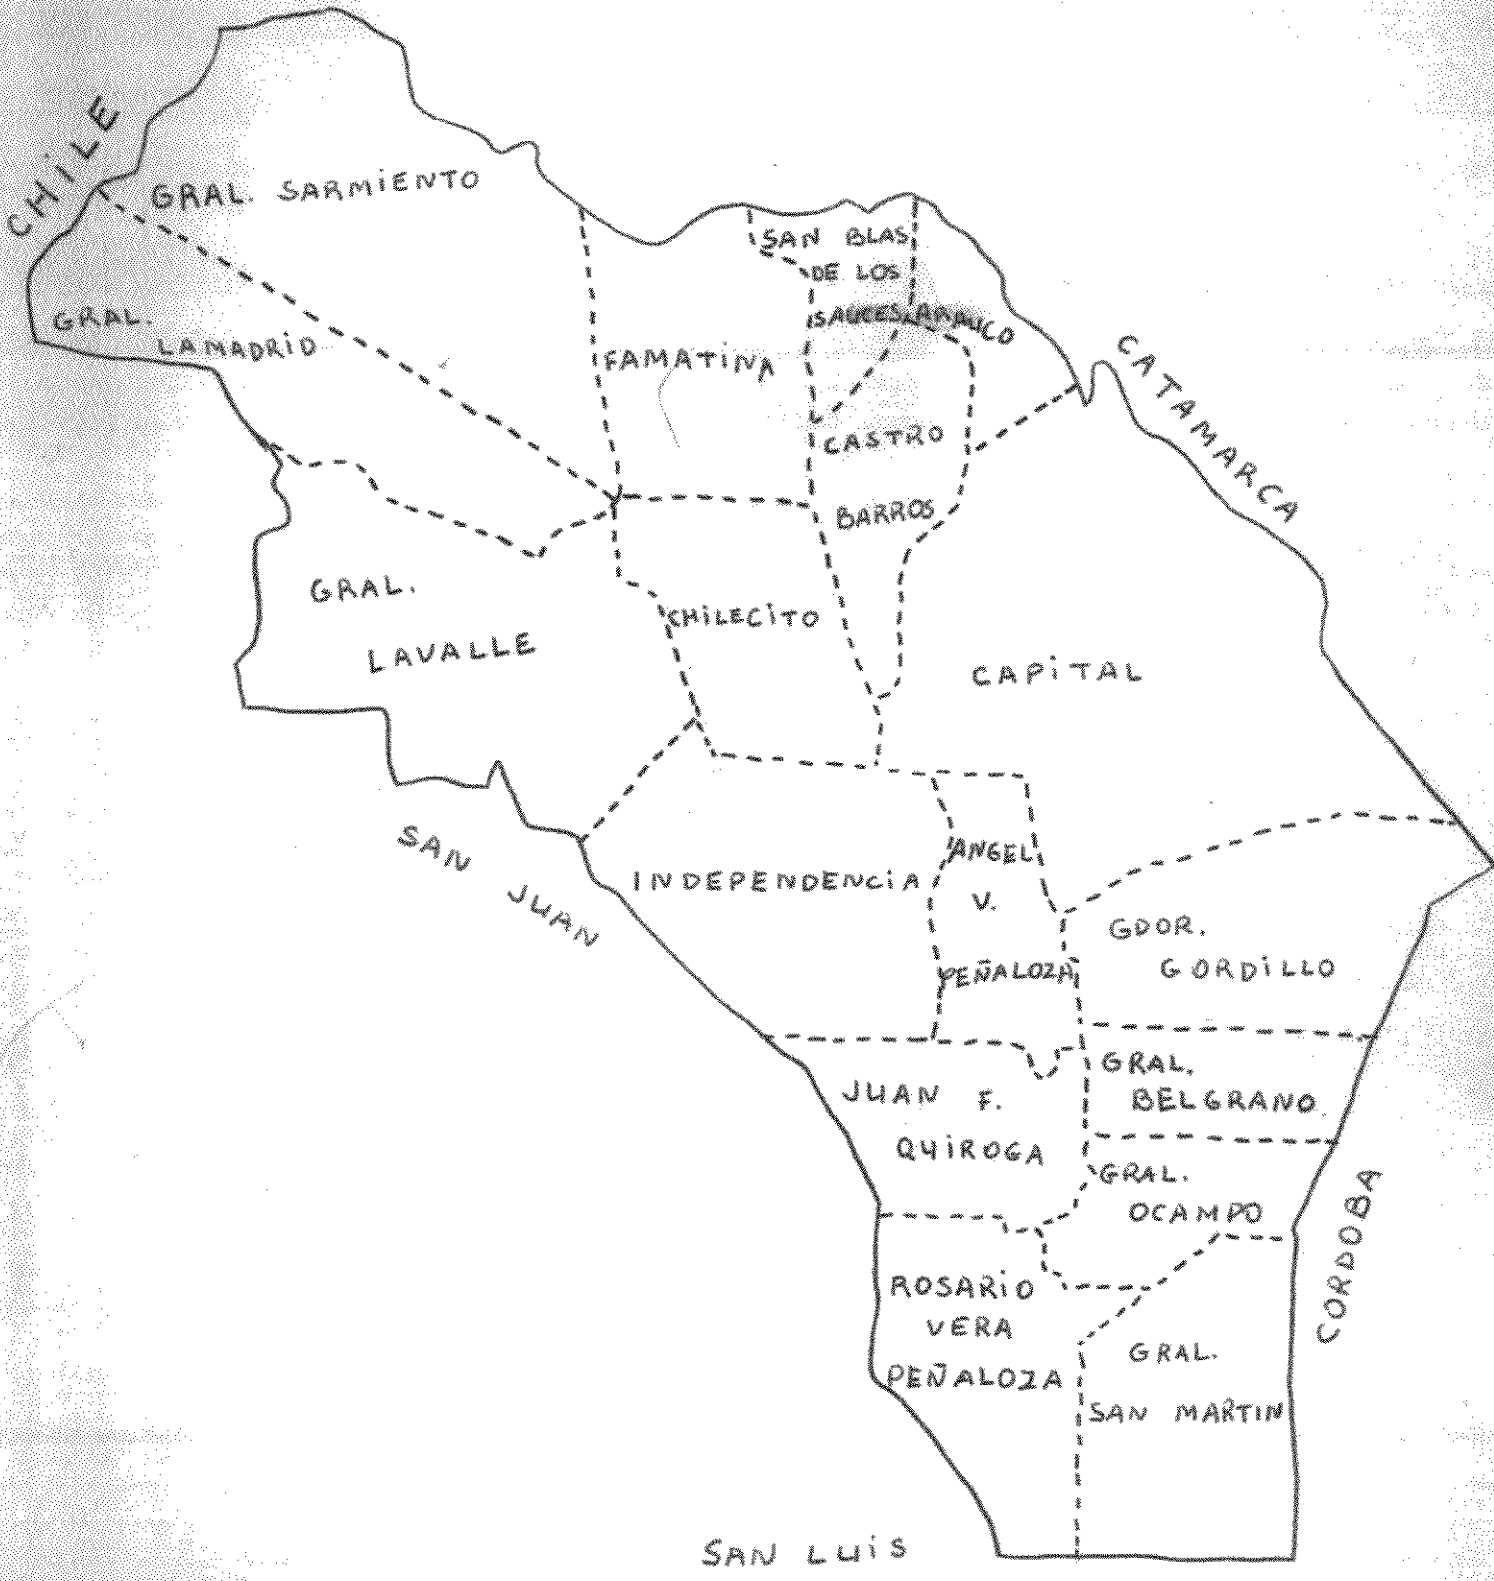 CHiLE
GRAL. SARMiENTO
GRAL.
LAMADRiD
SAN BLAS
DE LOS
SAUCES
ARAUCO
FAMATiNA
CATAMARCA
CASTRO
BARROS
GRAL.
LAVALLE
CHiLECiTO
CAPiTAL
SAN JUAN
INDEPENDENCiA
ANGEL
V.
PEÑALOZA
GDOR.
GORDiLLO
JUAN F.
QUiROGA
GRAL.
BELGRANO
GRAL.
OCAMPO
CORDOBA
ROSARiO
VERA
PEÑALOZA
GRAL.
SAN MARTIN
SAN LUiS